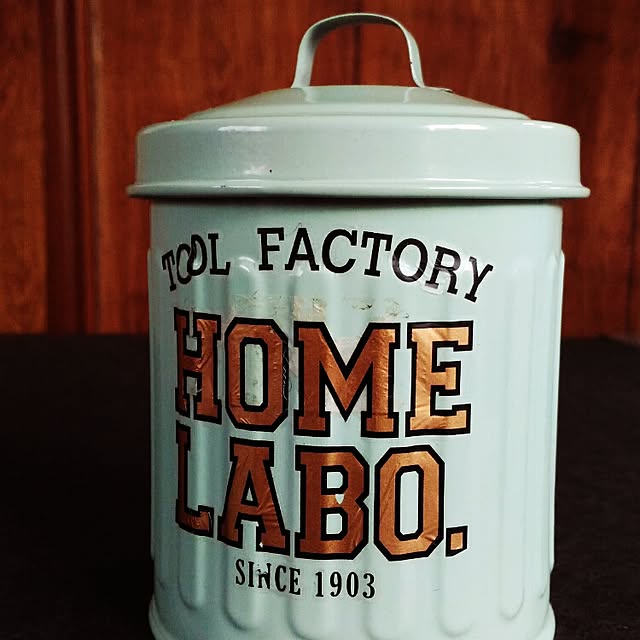 TOOL FACTORY
HOME
LABO.
SINCE 1903